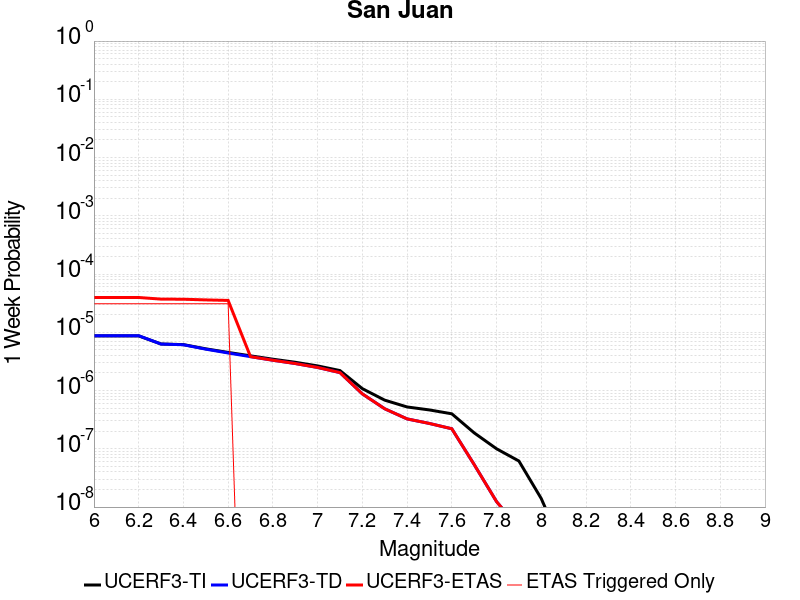 San Juan
1 Week Probability
10^0
10^-1
10^-2
10^-3
10^-4
10^-5
10^-6
10^-7
10^-8
6 6.2 6.4 6.6 6.8 7 7.2 7.4 7.6 7.8 8 8.2 8.4 8.6 8.8 9
Magnitude
UCERF3-TI UCERF3-TD UCERF3-ETAS ETAS Triggered Only